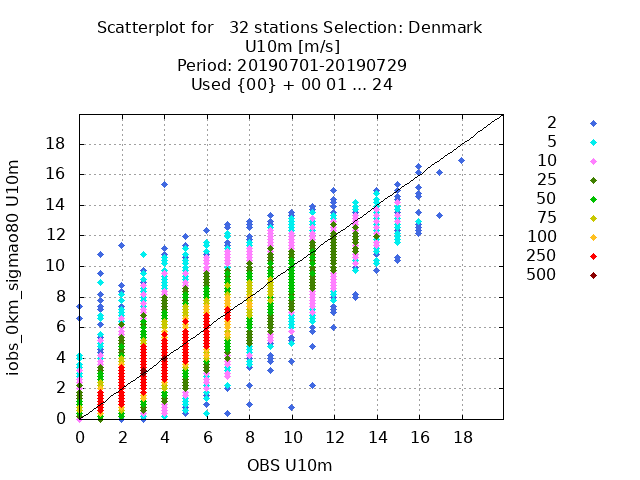 Scatterplot for   32 stations Selection: Denmark
U10m [m/s]
Period: 20190701-20190729
Used {00} + 00 01 ... 24
2
5
10
25
50
75
100
250
500
18
16
14
12
10
8
6
4
2
0
iobs_0km_sigmao80 U10m
0 2 4 6 8 10 12 14 16 18
OBS U10m